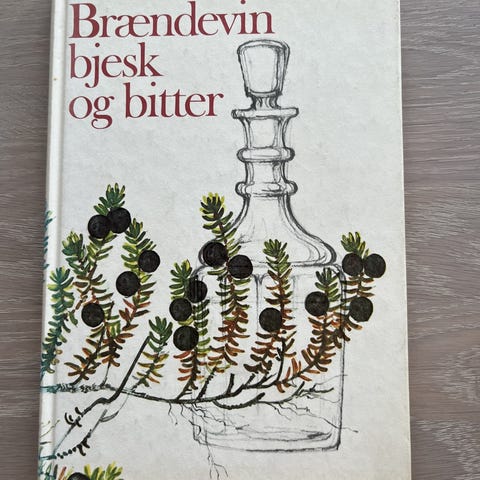 Brændevin
bjesk
og bitter